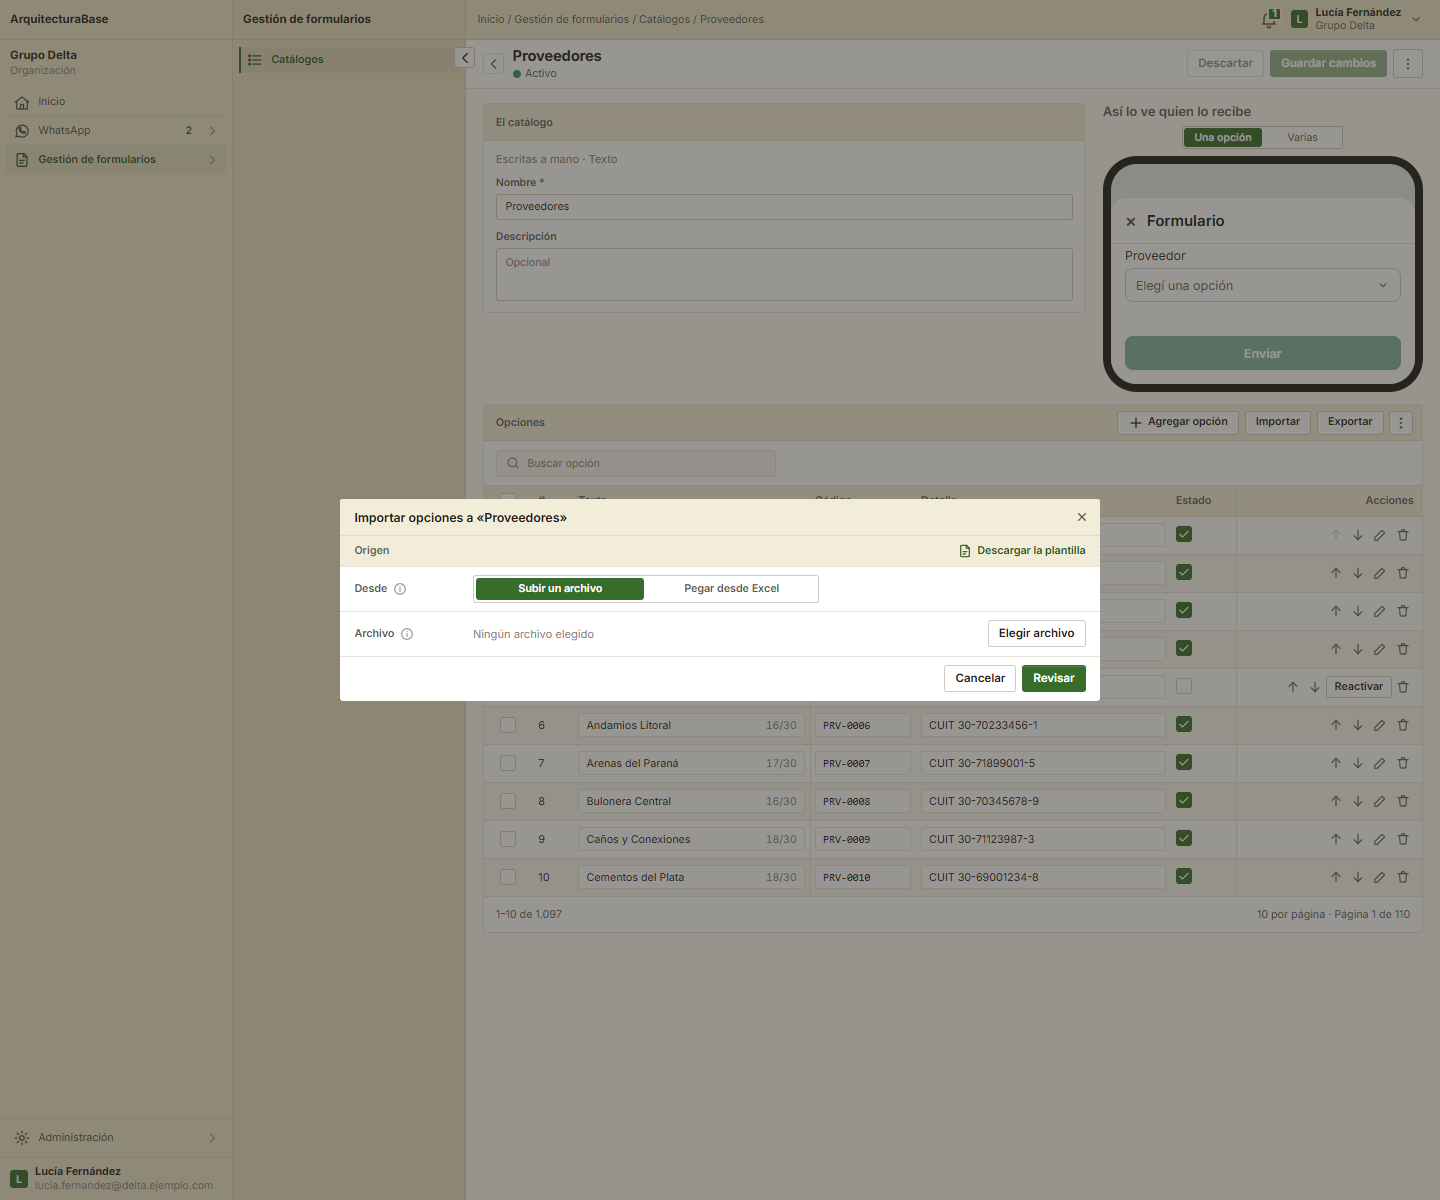 ArquitecturaBase
Gestión de formularios
Inicio / Gestión de formularios / Catálogos / Proveedores
1
L
Lucía Fernández
Grupo Delta
Grupo Delta
Organización
Inicio
WhatsApp 2
Gestión de formularios
Catálogos
Proveedores
Activo
Descartar
Guardar cambios
El catálogo
Escritas a mano · Texto
Nombre *
Proveedores
Descripción
Opcional
Así lo ve quien lo recibe
Una opción Varias
Formulario
Proveedor
Elegí una opción
Enviar
Opciones
Agregar opción
Importar
Exportar
Buscar opción
Estado Acciones
Importar opciones a «Proveedores»
Origen
Descargar la plantilla
Desde
Subir un archivo
Pegar desde Excel
Archivo
Ningún archivo elegido
Elegir archivo
Cancelar
Revisar
Reactivar
6 Andamios Litoral 16/30 PRV-0006 CUIT 30-70233456-1
7 Arenas del Paraná 17/30 PRV-0007 CUIT 30-71899001-5
8 Bulonera Central 16/30 PRV-0008 CUIT 30-70345678-9
9 Caños y Conexiones 18/30 PRV-0009 CUIT 30-71123987-3
10 Cementos del Plata 18/30 PRV-0010 CUIT 30-69001234-8
1–10 de 1.097
10 por página · Página 1 de 110
Administración
L
Lucía Fernández
lucia.fernandez@delta.ejemplo.com